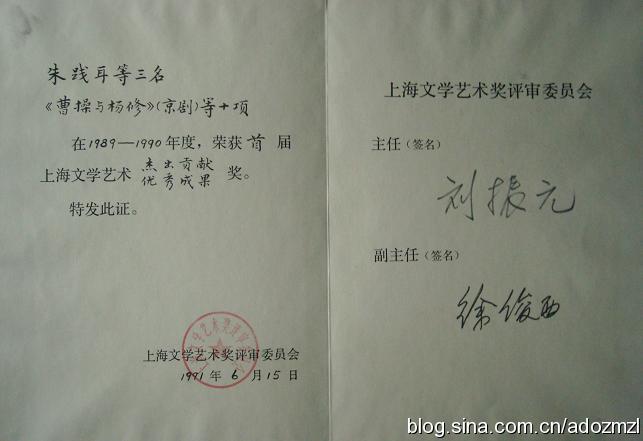 朱践耳等三名
《曹操与杨修》(京剧)等十项
在1989—1990年度，荣获首届
上海文学艺术 杰出贡献 奖。
优秀成果
特发此证。
上海文学艺术奖评审委员会
1991年6月15日
上海文学艺术奖评审委员会
主任（签名）
刘振元
副主任（签名）
徐俊西
blog.sina.com.cn/adozmzl